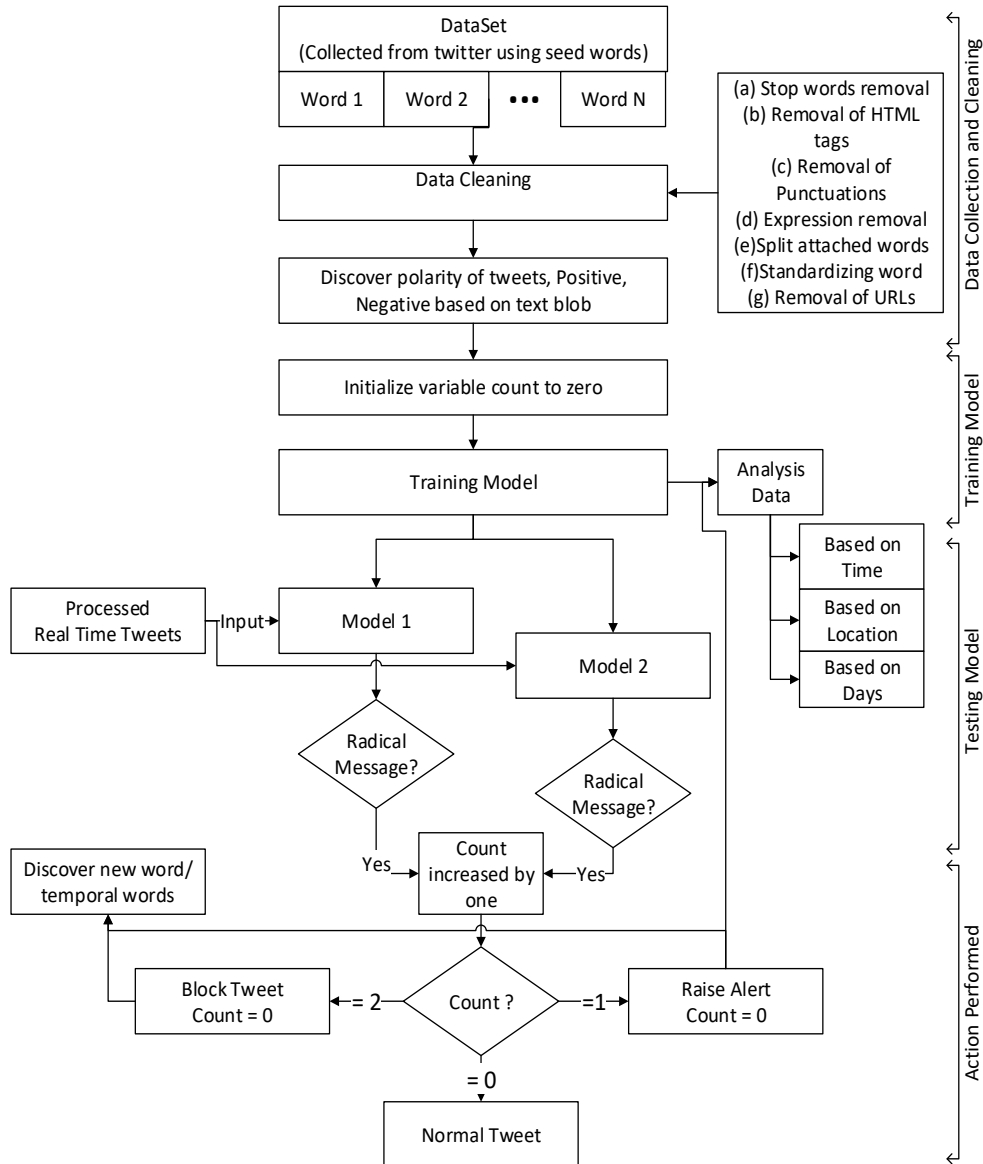 DataSet
(Collected from twitter using seed words)
Word 1
Word 2
•••
Word N
(a) Stop words removal
(b) Removal of HTML
tags
(c) Removal of
Punctuations
(d) Expression removal
(e)Split attached words
(f)Standardizing word
(g) Removal of URLs
Data Collection and Cleaning
Data Cleaning
Discover polarity of tweets, Positive,
Negative based on text blob
Initialize variable count to zero
Training Model
Training Model
Analysis
Data
Based on
Time
Based on
Location
Based on
Days
Testing Model
Processed
Real Time Tweets
Input
Model 1
Model 2
Radical
Message?
Radical
Message?
Yes
Count
increased by
one
Yes
Discover new word/
temporal words
Block Tweet
Count = 0
= 2
Count ?
=1
Raise Alert
Count = 0
Action Performed
= 0
Normal Tweet